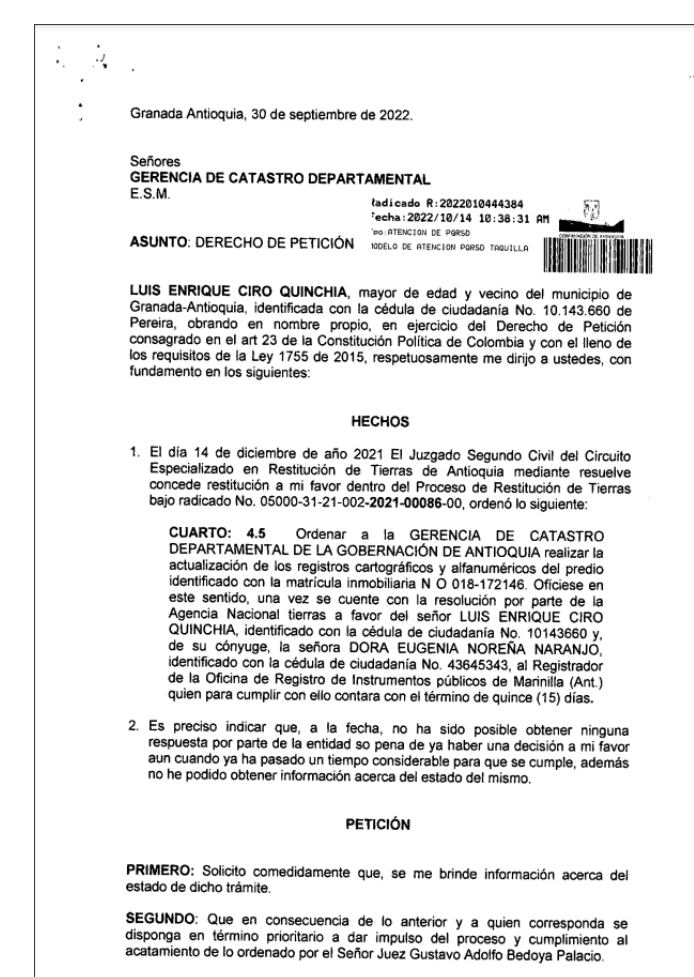 Granada Antioquia, 30 de septiembre de 2022.
Señores
GERENCIA DE CATASTRO DEPARTAMENTAL
E.S.M.
Radicado R:2022010444384
Fecha:2022/10/14 10:38:31 AM
Tipo:ATENCION DE PQRSD
MODELO DE ATENCION PQRSD TAQUILLA
GOBERNACIÓN DE ANTIOQUIA
ASUNTO: DERECHO DE PETICIÓN
LUIS ENRIQUE CIRO QUINCHIA, mayor de edad y vecino del municipio de
Granada-Antioquia, identificada con la cédula de ciudadanía No. 10.143.660 de
Pereira, obrando en nombre propio, en ejercicio del Derecho de Petición
consagrado en el art 23 de la Constitución Política de Colombia y con el lleno de
los requisitos de la Ley 1755 de 2015, respetuosamente me dirijo a ustedes, con
fundamento en los siguientes:
HECHOS
1. El día 14 de diciembre de año 2021 El Juzgado Segundo Civil del Circuito
Especializado en Restitución de Tierras de Antioquia mediante resuelve
concede restitución a mi favor dentro del Proceso de Restitución de Tierras
bajo radicado No. 05000-31-21-002-2021-00086-00, ordenó lo siguiente:
CUARTO: 4.5 Ordenar a la GERENCIA DE CATASTRO
DEPARTAMENTAL DE LA GOBERNACIÓN DE ANTIOQUIA realizar la
actualización de los registros cartográficos y alfanuméricos del predio
identificado con la matrícula inmobiliaria N O 018-172146. Ofíciese en
este sentido, una vez se cuente con la resolución por parte de la
Agencia Nacional tierras a favor del señor LUIS ENRIQUE CIRO
QUINCHIA, identificado con la cédula de ciudadanía No. 10143660 y,
de su cónyuge, la señora DORA EUGENIA NOREÑA NARANJO,
identificado con la cédula de ciudadanía No. 43645343, al Registrador
de la Oficina de Registro de Instrumentos públicos de Marinilla (Ant.)
quien para cumplir con ello contara con el término de quince (15) días.
2. Es preciso indicar que, a la fecha, no ha sido posible obtener ninguna
respuesta por parte de la entidad so pena de ya haber una decisión a mi favor
aun cuando ya ha pasado un tiempo considerable para que se cumple, además
no he podido obtener información acerca del estado del mismo.
PETICIÓN
PRIMERO: Solicito comedidamente que, se me brinde información acerca del
estado de dicho trámite.
SEGUNDO: Que en consecuencia de lo anterior y a quien corresponda se
disponga en término prioritario a dar impulso del proceso y cumplimiento al
acatamiento de lo ordenado por el Señor Juez Gustavo Adolfo Bedoya Palacio.